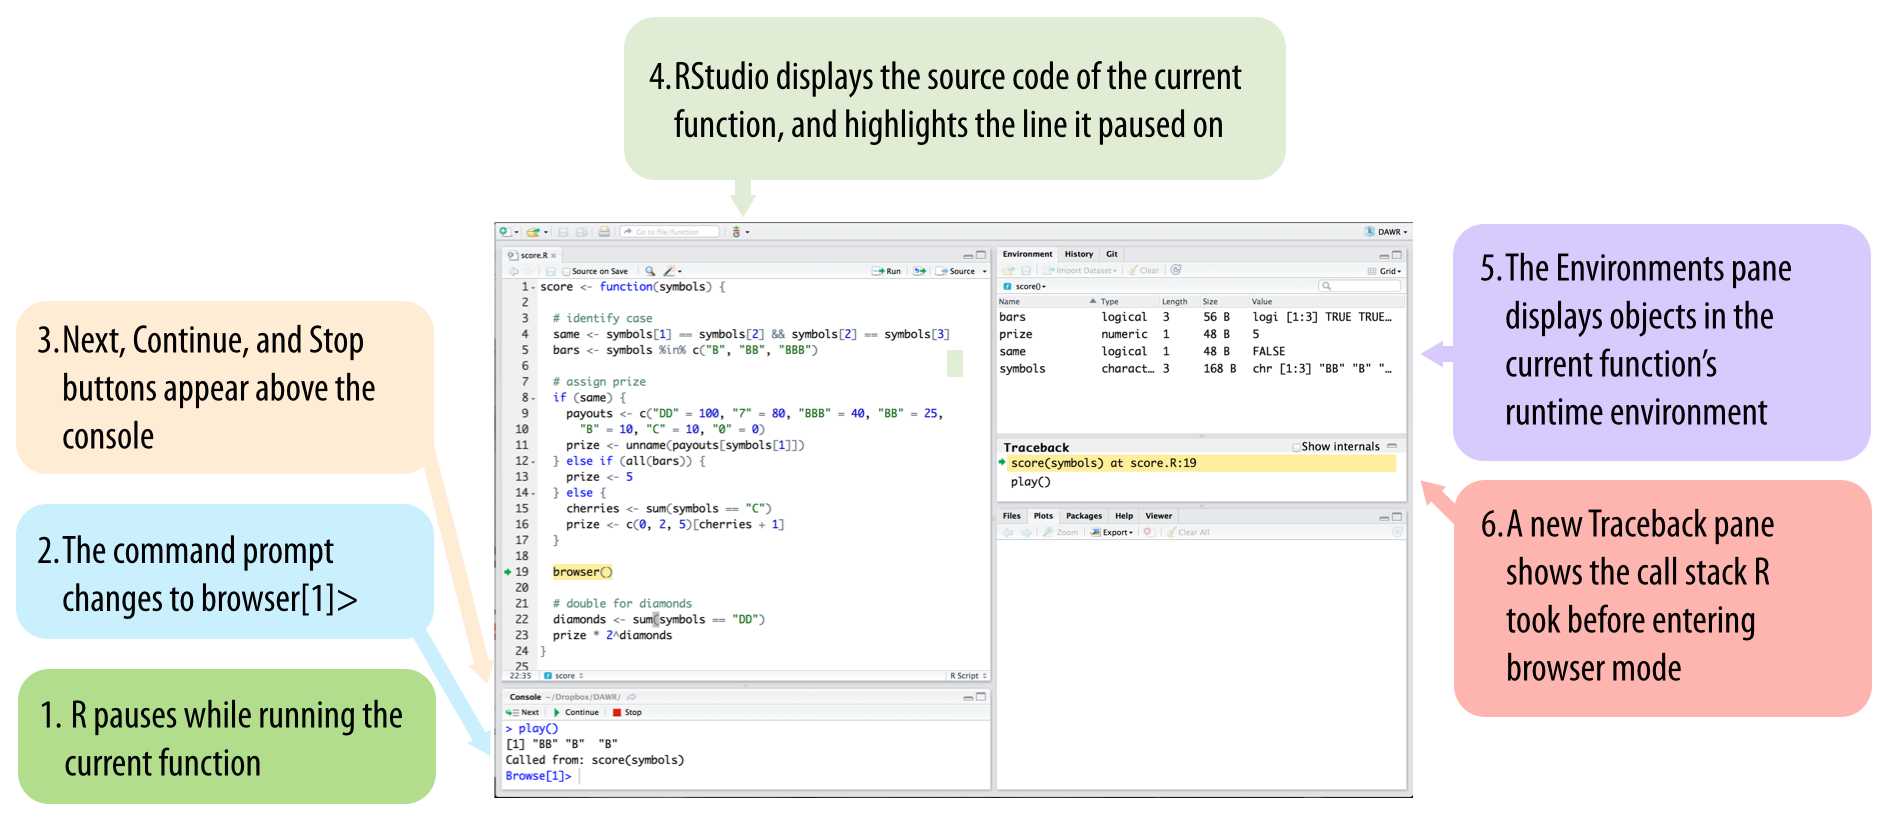 4. RStudio displays the source code of the current
function, and highlights the line it paused on
3. Next, Continue, and Stop
buttons appear above the
console
2. The command prompt
changes to browser[1]>
1. R pauses while running the
current function
5. The Environments pane
displays objects in the
current function's
runtime environment
6. A new Traceback pane
shows the call stack R
took before entering
browser mode
Go to file/function
DAWR
score.R
Source on Save
Run
Source
1 score <- function(symbols) {
2
3 # identify case
4 same <- symbols[1] == symbols[2] && symbols[2] == symbols[3]
5 bars <- symbols %in% c("B", "BB", "BBB")
6
7 # assign prize
8 if (same) {
9 payouts <- c("DD" = 100, "7" = 80, "BBB" = 40, "BB" = 25,
10 "B" = 10, "C" = 10, "0" = 0)
11 prize <- unname(payouts[symbols[1]])
12 } else if (all(bars)) {
13 prize <- 5
14 } else {
15 cherries <- sum(symbols == "C")
16 prize <- c(0, 2, 5)[cherries + 1]
17 }
18
19 browser()
20
21 # double for diamonds
22 diamonds <- sum(symbols == "DD")
23 prize * 2^diamonds
24 }
25
22:35 score R Script
Console ~/Dropbox/DAWR/
Next Continue Stop
> play()
[1] "BB" "B" "B"
Called from: score(symbols)
Browse[1]>
Environment History Git
Import Dataset Clear
Grid
score()
Name Type Length Size Value
bars logical 3 56 B logi [1:3] TRUE TRUE…
prize numeric 1 48 B 5
same logical 1 48 B FALSE
symbols charact… 3 168 B chr [1:3] "BB" "B" "…
Traceback Show internals
score(symbols) at score.R:19
play()
Files Plots Packages Help Viewer
Zoom Export Clear All